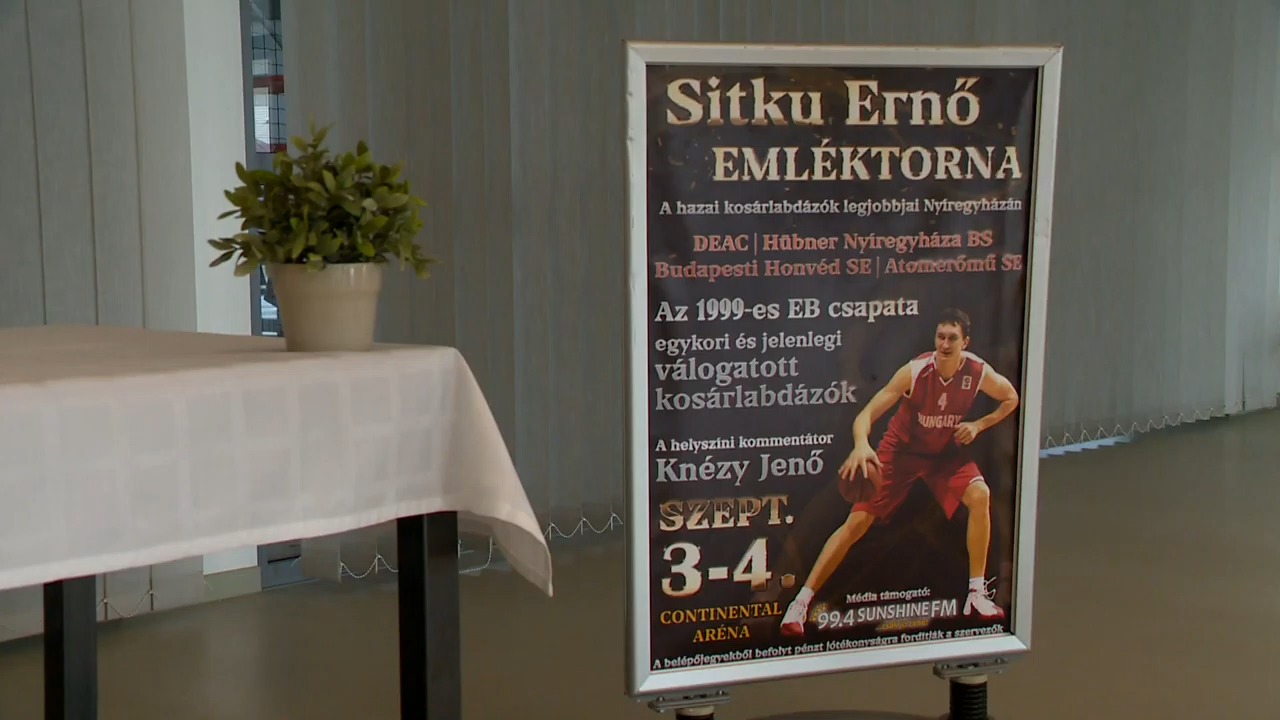 Sitku Ernő
EMLÉKTORNA
A hazai kosárlabdázók legjobbjai Nyíregyházán
DEAC | Hübner Nyíregyháza BS
Budapesti Honvéd SE | Atomerőmű SE
Az 1999-es EB csapata
egykori és jelenlegi
válogatott
kosárlabdázók
4
HUNGARY
A helyszíni kommentátor
Knézy Jenő
SZEPT.
3-4.
CONTINENTAL
ARÉNA
Média támogató:
99.4 SUNSHINE FM
A belépőjegyekből befolyt pénzt jótékonyságra fordítják a szervezők